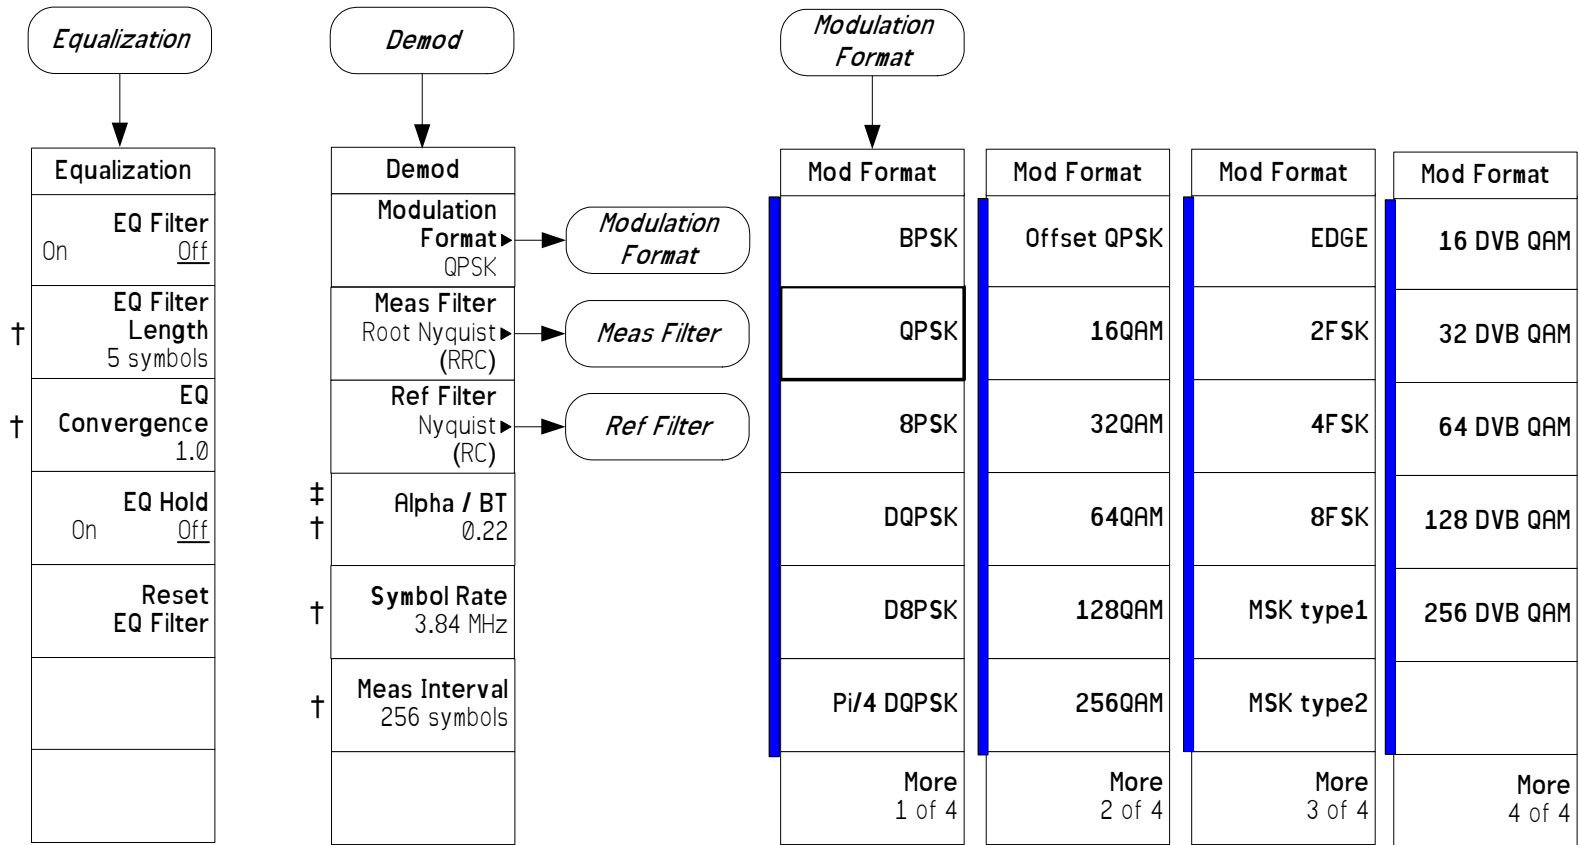 Equalization
Equalization
EQ Filter
On Off
† EQ Filter
Length
5 symbols
† EQ
Convergence
1.0
EQ Hold
On Off
Reset
EQ Filter
Demod
Demod
Modulation
Format
QPSK
Modulation
Format
Meas Filter
Root Nyquist
(RRC)
Meas Filter
Ref Filter
Nyquist
(RC)
Ref Filter
‡
†
Alpha / BT
0.22
† Symbol Rate
3.84 MHz
† Meas Interval
256 symbols
Modulation
Format
Mod Format
BPSK
QPSK
8PSK
DQPSK
D8PSK
Pi/4 DQPSK
More
1 of 4
Mod Format
Offset QPSK
16QAM
32QAM
64QAM
128QAM
256QAM
More
2 of 4
Mod Format
EDGE
2FSK
4FSK
8FSK
MSK type1
MSK type2
More
3 of 4
Mod Format
16 DVB QAM
32 DVB QAM
64 DVB QAM
128 DVB QAM
256 DVB QAM
More
4 of 4